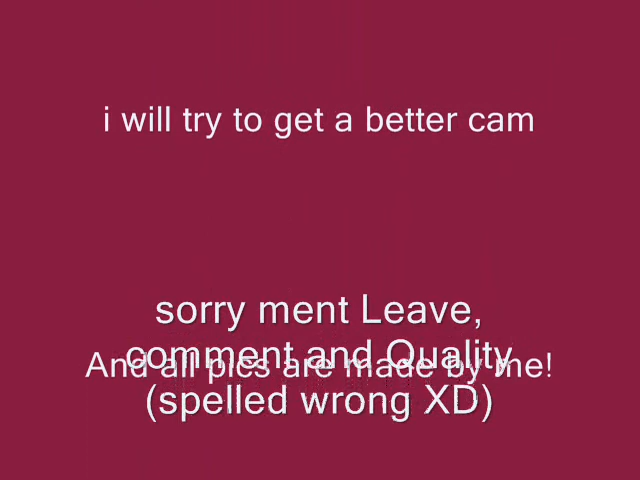 i will try to get a better cam
sorry ment Leave,
comment and Quality
And all pics are made by me!
(spelled wrong XD)